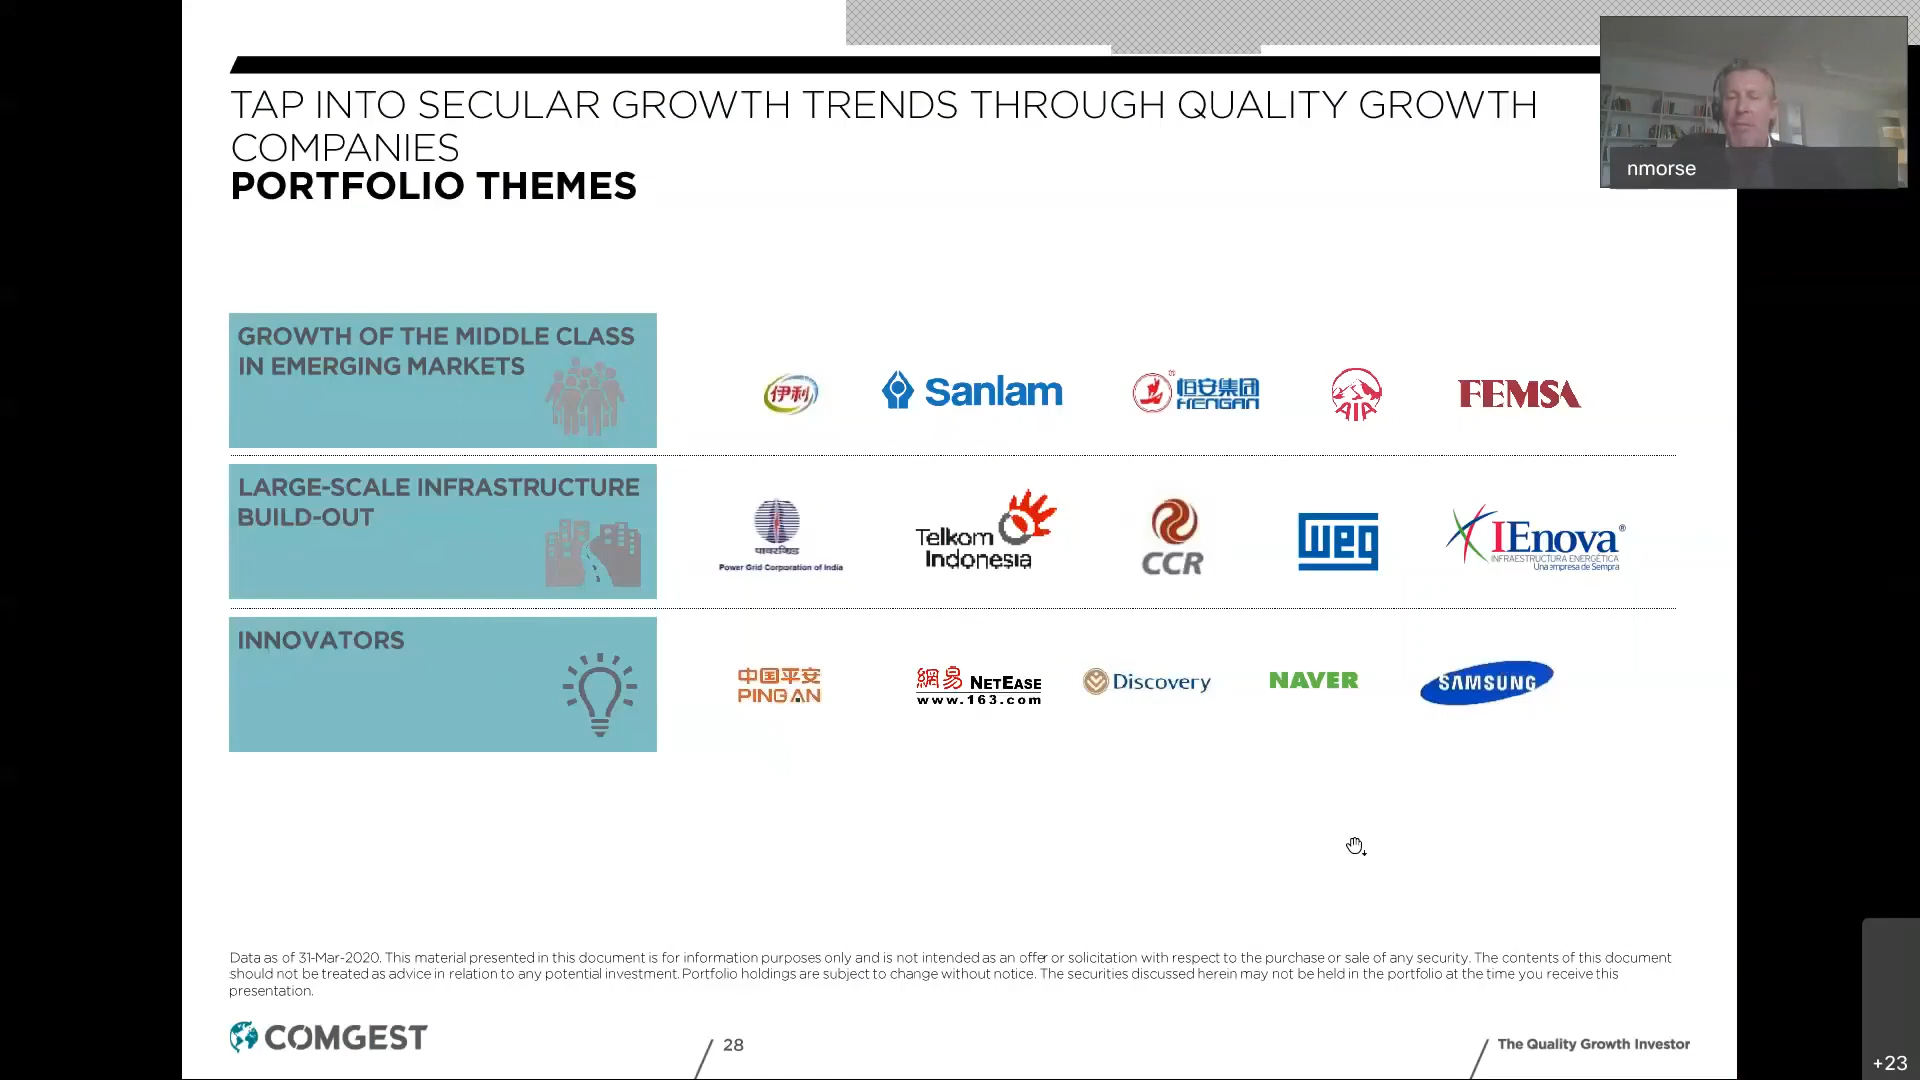 TAP INTO SECULAR GROWTH TRENDS THROUGH QUALITY GROWTH
COMPANIES
PORTFOLIO THEMES
nmorse
GROWTH OF THE MIDDLE CLASS
IN EMERGING MARKETS
伊利
Sanlam
恒安集团
HENGAN
AIA
FEMSA
LARGE-SCALE INFRASTRUCTURE
BUILD-OUT
पावरग्रिड
Power Grid Corporation of India
Telkom
Indonesia
CCR
WEG
IEnova®
INFRAESTRUCTURA ENERGÉTICA
Una empresa de Sempra
INNOVATORS
中国平安
PING AN
網易 NETEASE
www.163.com
Discovery
NAVER
SAMSUNG
Data as of 31-Mar-2020. This material presented in this document is for information purposes only and is not intended as an offer or solicitation with respect to the purchase or sale of any security. The contents of this document
should not be treated as advice in relation to any potential investment. Portfolio holdings are subject to change without notice. The securities discussed herein may not be held in the portfolio at the time you receive this
presentation.
COMGEST
28
The Quality Growth Investor
+23